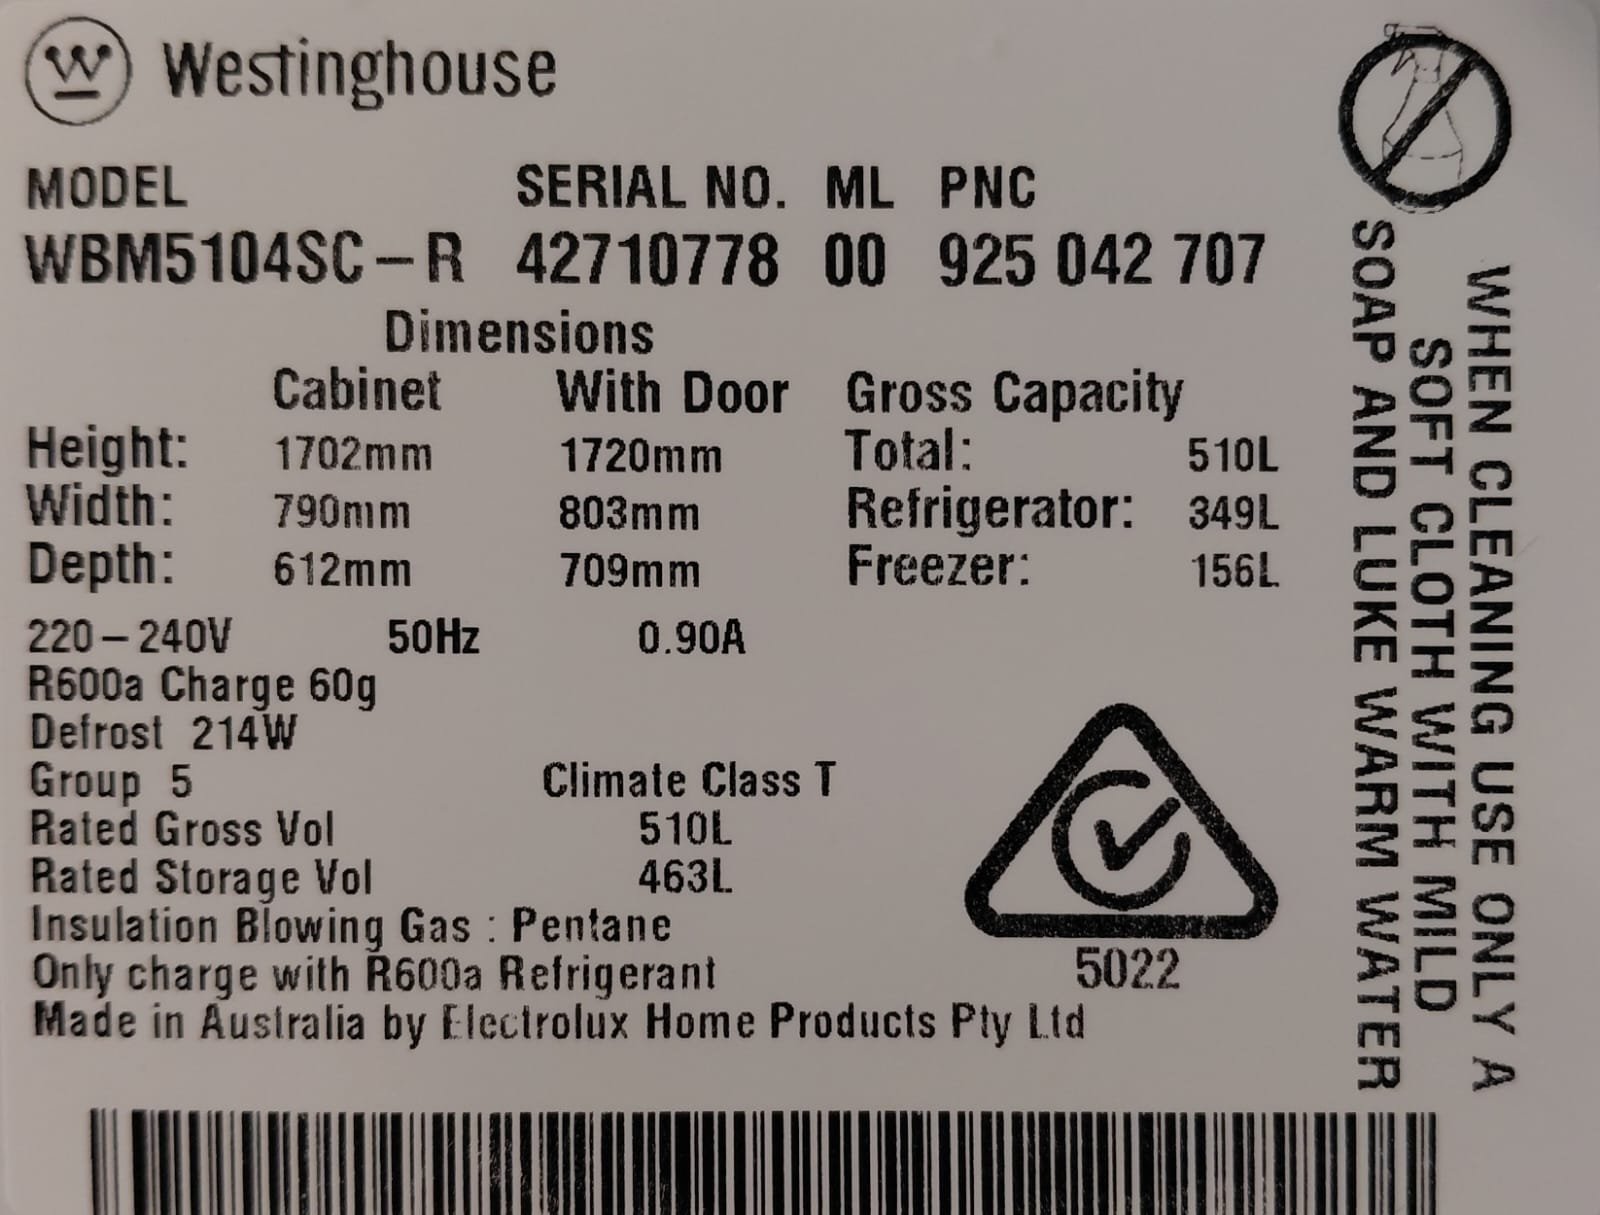 Westinghouse
MODEL SERIAL NO. ML PNC
WBM5104SC-R 42710778 00 925 042 707
Dimensions
Cabinet With Door Gross Capacity
Height: 1702mm 1720mm Total: 510L
Width: 790mm 803mm Refrigerator: 349L
Depth: 612mm 709mm Freezer: 156L
220-240V 50Hz 0.90A
R600a Charge 60g
Defrost 214W
Group 5 Climate Class T
Rated Gross Vol 510L
Rated Storage Vol 463L
Insulation Blowing Gas : Pentane
Only charge with R600a Refrigerant
Made in Australia by Electrolux Home Products Pty Ltd
5022
WHEN CLEANING USE ONLY A
SOFT CLOTH WITH MILD
SOAP AND LUKE WARM WATER